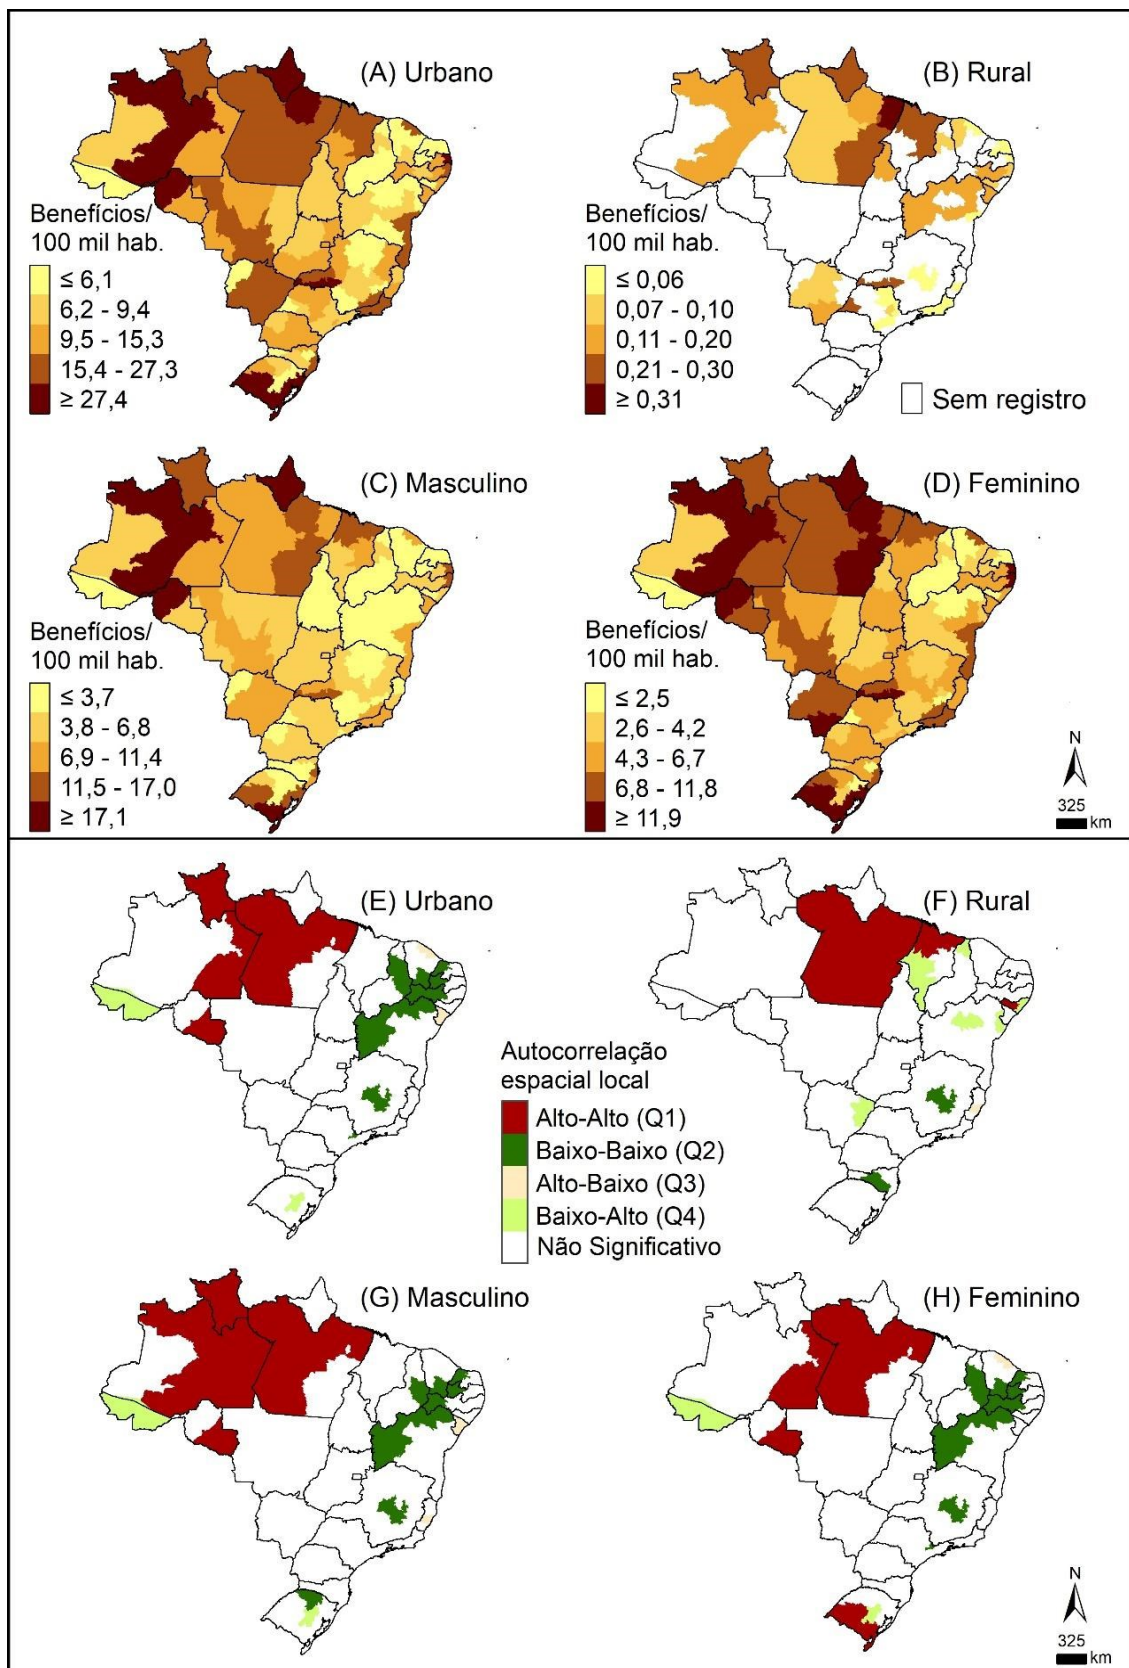 (A) Urbano
Benefícios/
100 mil hab.
≤ 6,1
6,2 - 9,4
9,5 - 15,3
15,4 - 27,3
≥ 27,4
(B) Rural
Benefícios/
100 mil hab.
≤ 0,06
0,07 - 0,10
0,11 - 0,20
0,21 - 0,30
≥ 0,31
Sem registro
(C) Masculino
Benefícios/
100 mil hab.
≤ 3,7
3,8 - 6,8
6,9 - 11,4
11,5 - 17,0
≥ 17,1
(D) Feminino
Benefícios/
100 mil hab.
≤ 2,5
2,6 - 4,2
4,3 - 6,7
6,8 - 11,8
≥ 11,9
N
325
km
(E) Urbano
(F) Rural
Autocorrelação
espacial local
Alto-Alto (Q1)
Baixo-Baixo (Q2)
Alto-Baixo (Q3)
Baixo-Alto (Q4)
Não Significativo
(G) Masculino
(H) Feminino
N
325
km